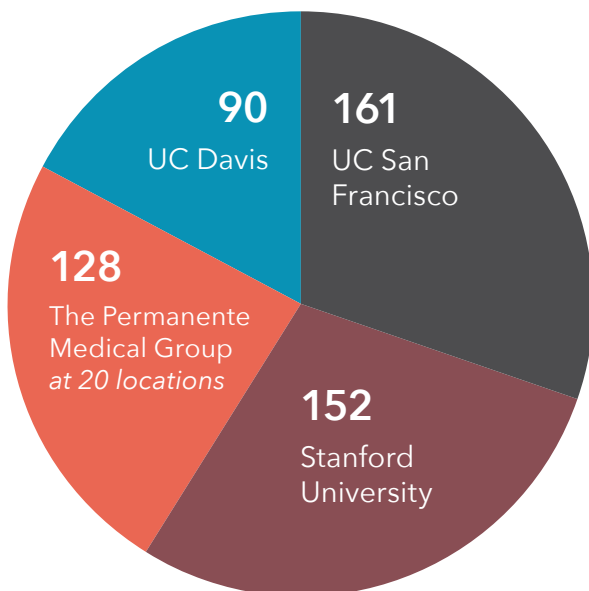 90
UC Davis
161
UC San
Francisco
128
The Permanente
Medical Group
at 20 locations
152
Stanford
University